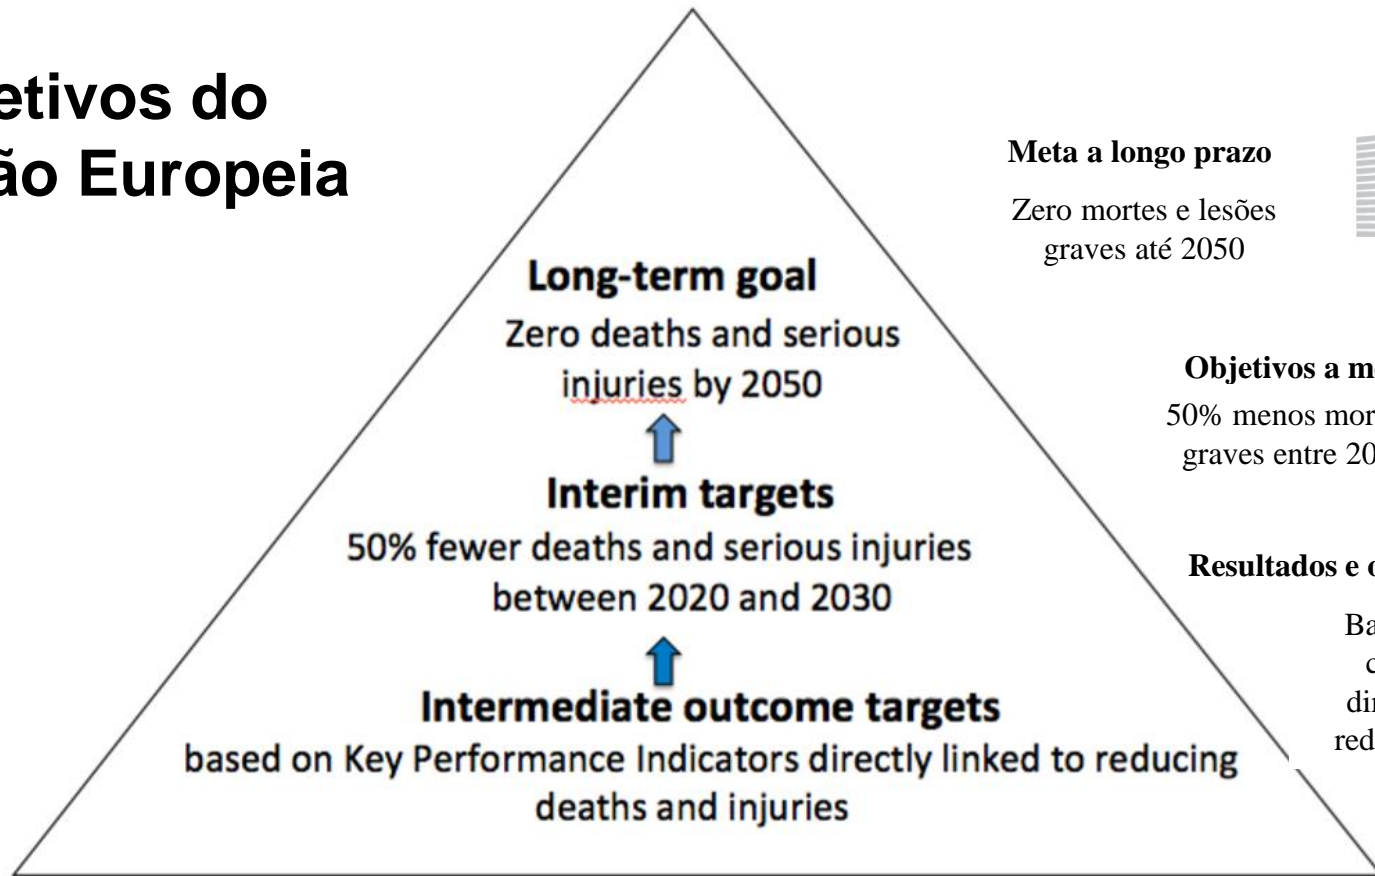 etivos do
ão Europeia
Meta a longo prazo
Zero mortes e lesões
graves até 2050
Long-term goal
Zero deaths and serious
injuries by 2050
Objetivos a me
50% menos mor
graves entre 20
Interim targets
50% fewer deaths and serious injuries
between 2020 and 2030
Resultados e o
Ba
c
dir
red
Intermediate outcome targets
based on Key Performance Indicators directly linked to reducing
deaths and injuries